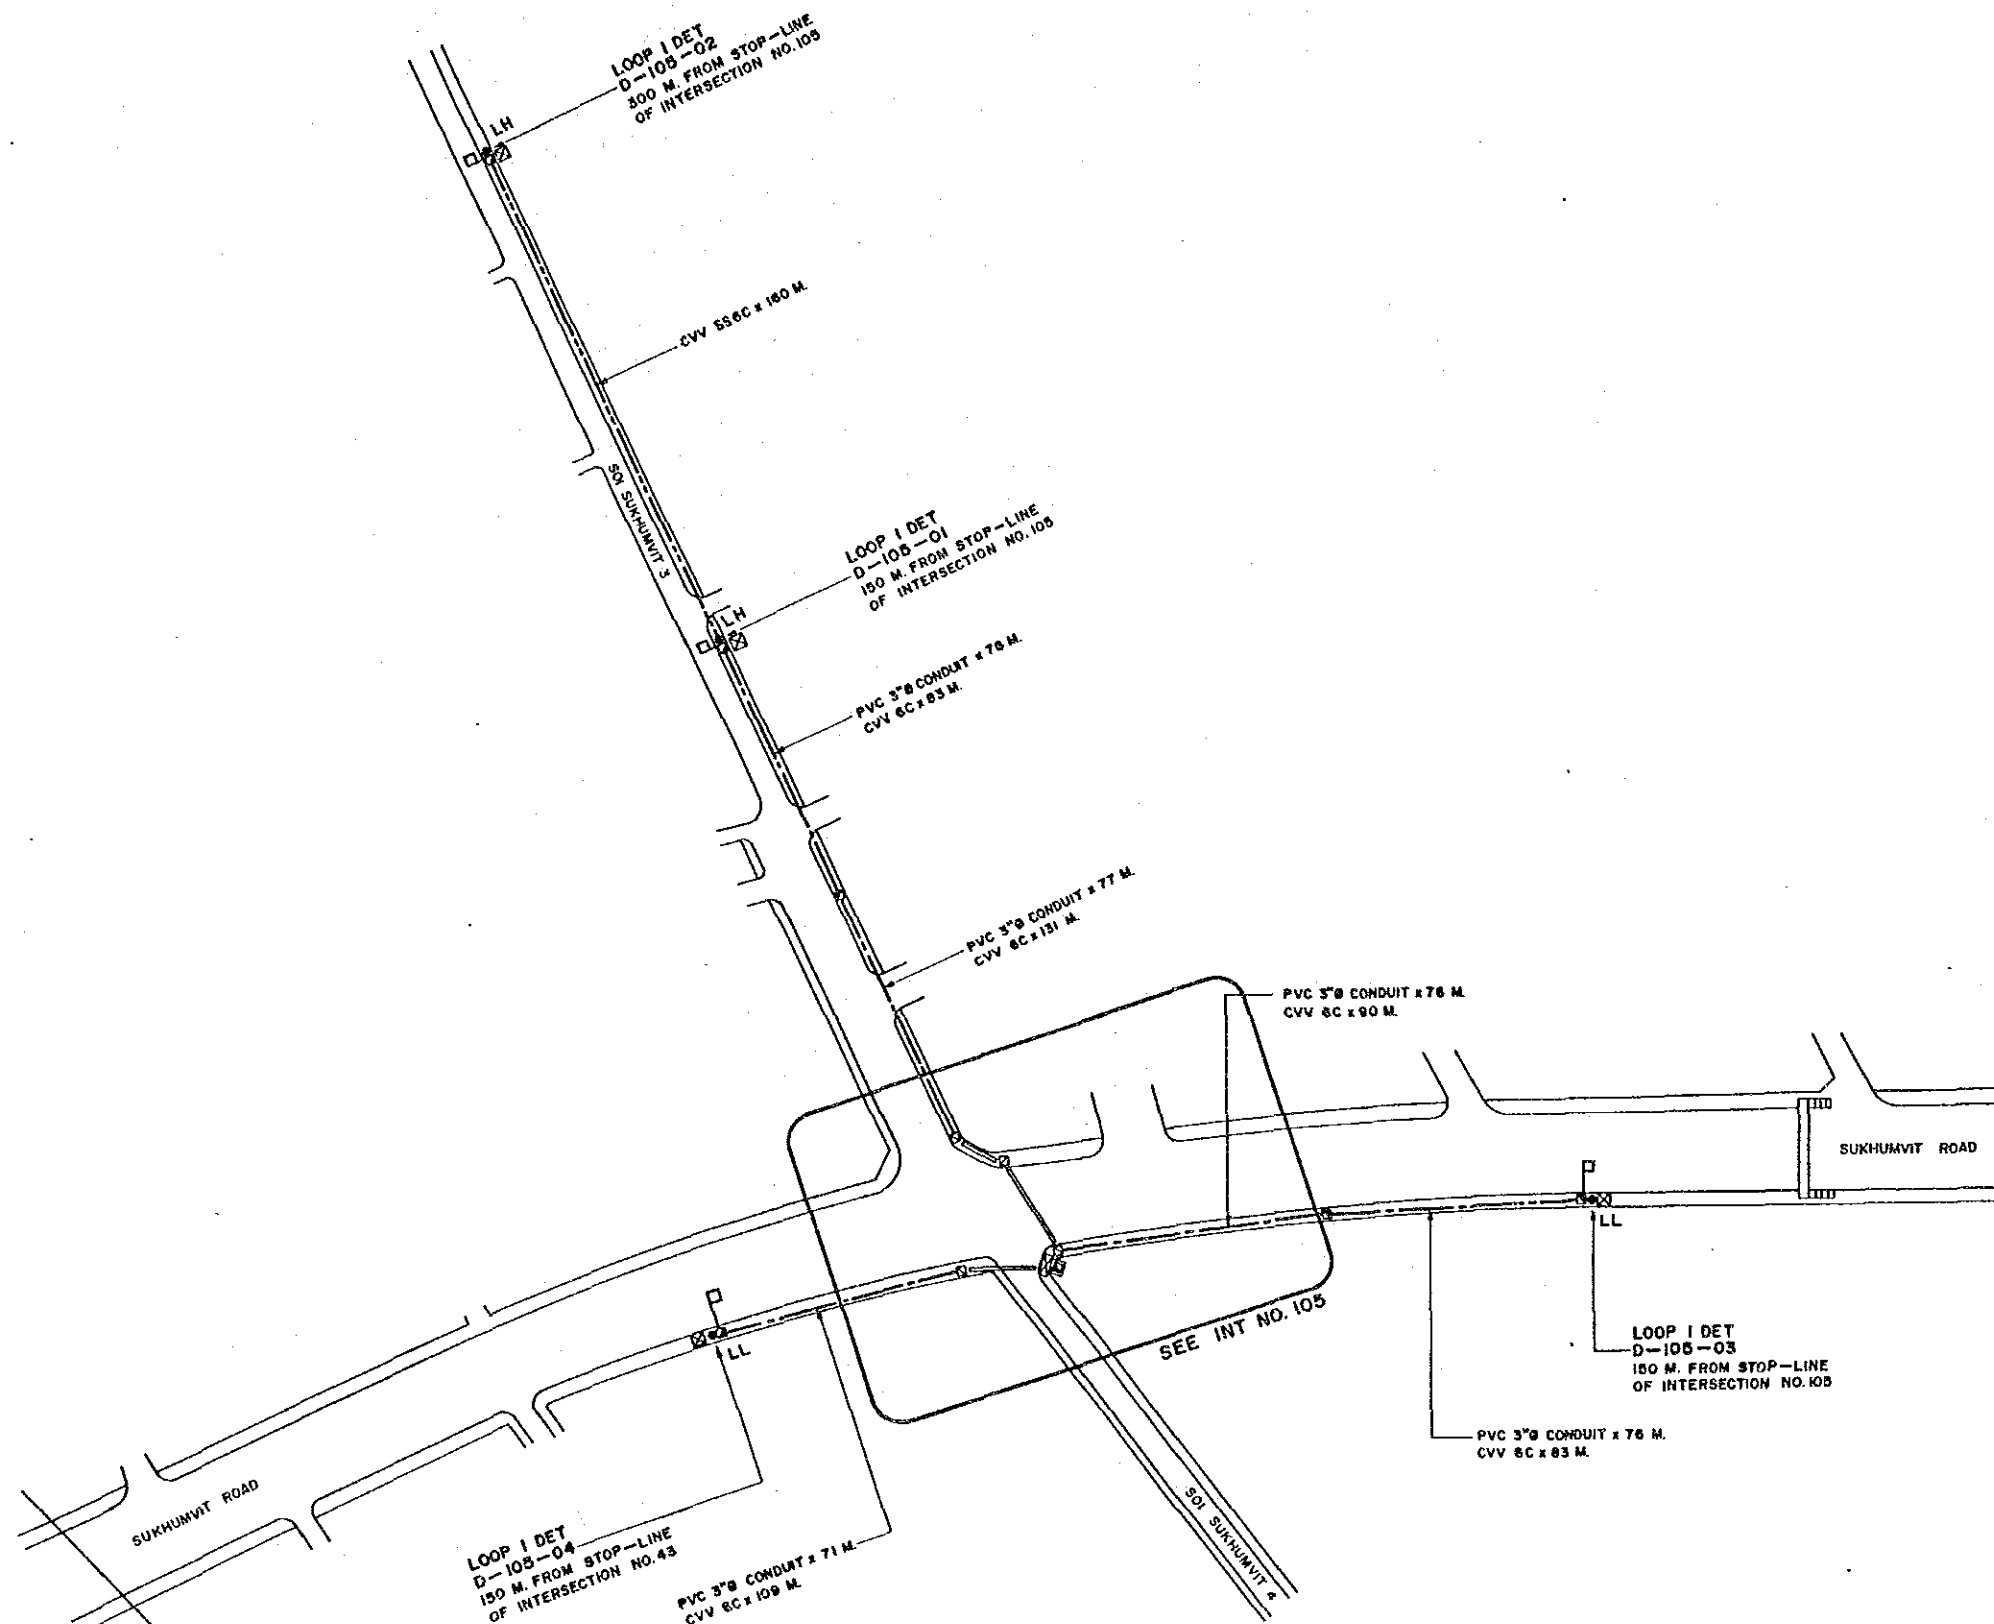 LOOP 1 DET
D-105-02
300 M. FROM STOP-LINE
OF INTERSECTION NO.105
LH
CVV SS6C x 160 M.
SOI SUKHUMVIT 3
LOOP 1 DET
D-105-01
150 M. FROM STOP-LINE
OF INTERSECTION NO.105
LH
PVC 3"Ø CONDUIT x 76 M.
CVV 6C x 83 M.
PVC 3"Ø CONDUIT x 77 M.
CVV 6C x 131 M.
PVC 3"Ø CONDUIT x 76 M.
CVV 6C x 90 M.
SUKHUMVIT ROAD
LL
SEE INT NO. 105
LL
LOOP 1 DET
D-105-03
150 M. FROM STOP-LINE
OF INTERSECTION NO.105
PVC 3"Ø CONDUIT x 76 M.
CVV 6C x 83 M.
SUKHUMVIT ROAD
SOI SUKHUMVIT 4
LOOP 1 DET
D-105-04
150 M. FROM STOP-LINE
OF INTERSECTION NO.43
PVC 3"Ø CONDUIT x 71 M.
CVV 6C x 109 M.